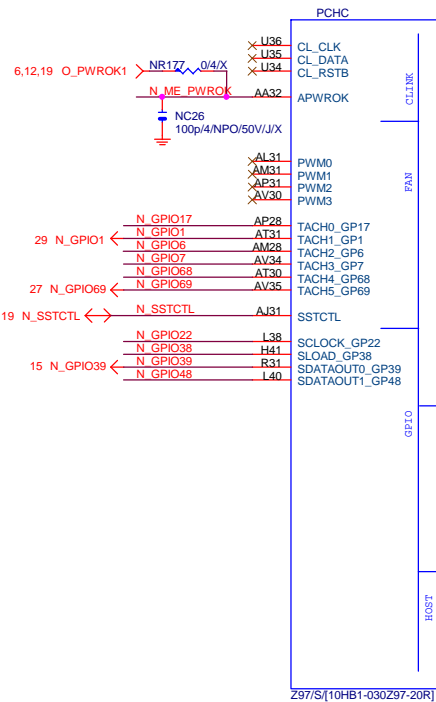 PCHC
U36 CL_CLK
U35 CL_DATA
6,12,19 O_PWROK1 NR177 0/4/X U34 CL_RSTB
N_ME_PWROK AA32 APWROK
CLINK
NC26
100p/4/NPO/50V/J/X
AL31 PWM0
AM31 PWM1
AP31 PWM2
AV30 PWM3
FAN
N_GPIO17 AP28 TACH0_GP17
29 N_GPIO1 N_GPIO1 AT31 TACH1_GP1
N_GPIO6 AM28 TACH2_GP6
N_GPIO7 AV34 TACH3_GP7
N_GPIO68 AT30 TACH4_GP68
27 N_GPIO69 N_GPIO69 AV35 TACH5_GP69
19 N_SSTCTL N_SSTCTL AJ31 SSTCTL
N_GPIO22 L38 SCLOCK_GP22
N_GPIO38 H41 SLOAD_GP38
15 N_GPIO39 N_GPIO39 R31 SDATAOUT0_GP39
N_GPIO48 L40 SDATAOUT1_GP48
GPIO
HOST
Z97/S/[10HB1-030Z97-20R]